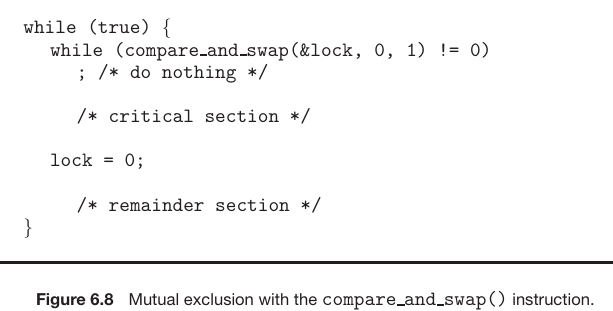 while (true) {
while (compare_and_swap(&lock, 0, 1) != 0)
; /* do nothing */
/* critical section */
lock = 0;
/* remainder section */
}
Figure 6.8 Mutual exclusion with the compare_and_swap() instruction.